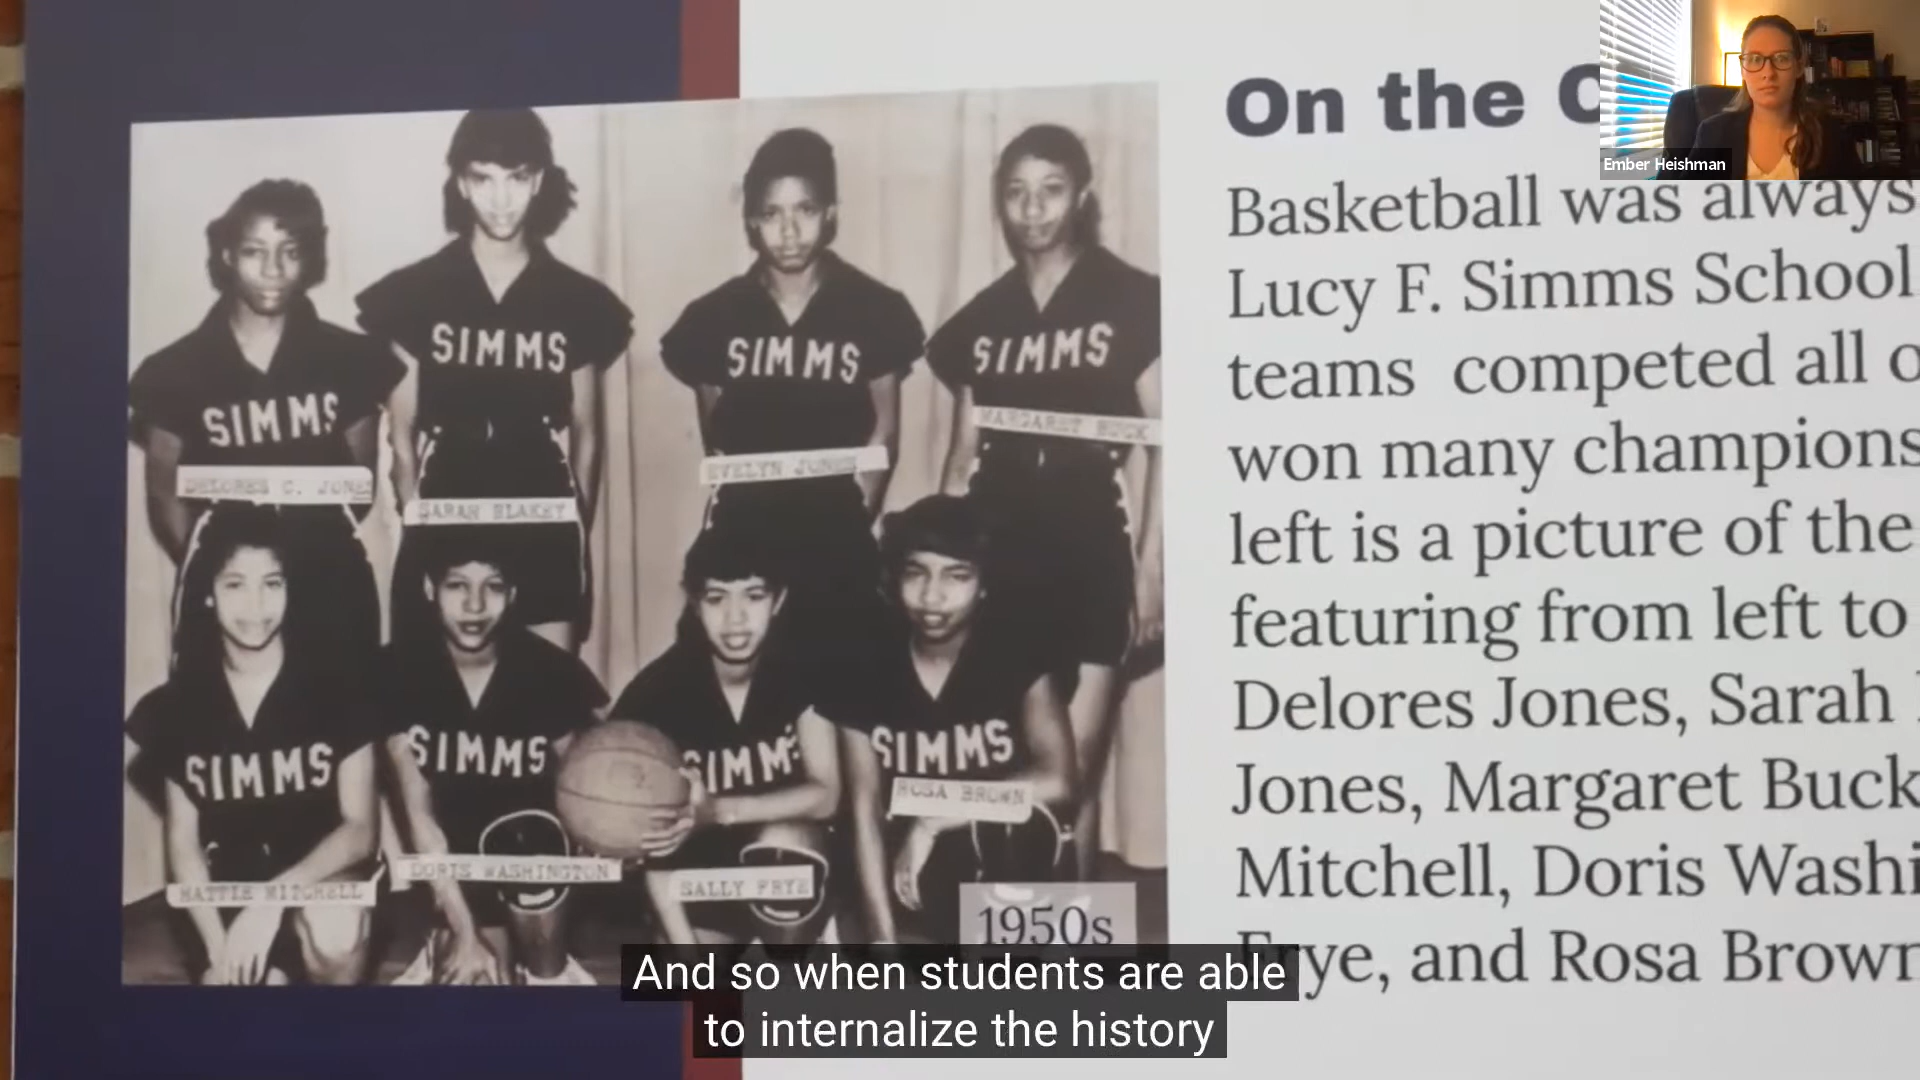 On the C
Ember Heishman
Basketball was always
Lucy F. Simms School
teams competed all o
won many champions
left is a picture of the
featuring from left to
Delores Jones, Sarah
Jones, Margaret Buck
Mitchell, Doris Washi
Frye, and Rosa Brown
SIMMS
SIMMS
SIMMS
SIMMS
DELORES C. JONES
SARAH BLAKEY
EVELYN JONES
MARGARET BUCK
SIMMS
SIMMS
SIMMS
SIMMS
HATTIE MITCHELL
DORIS WASHINGTON
SALLY FRYE
ROSA BROWN
1950s
And so when students are able
to internalize the history